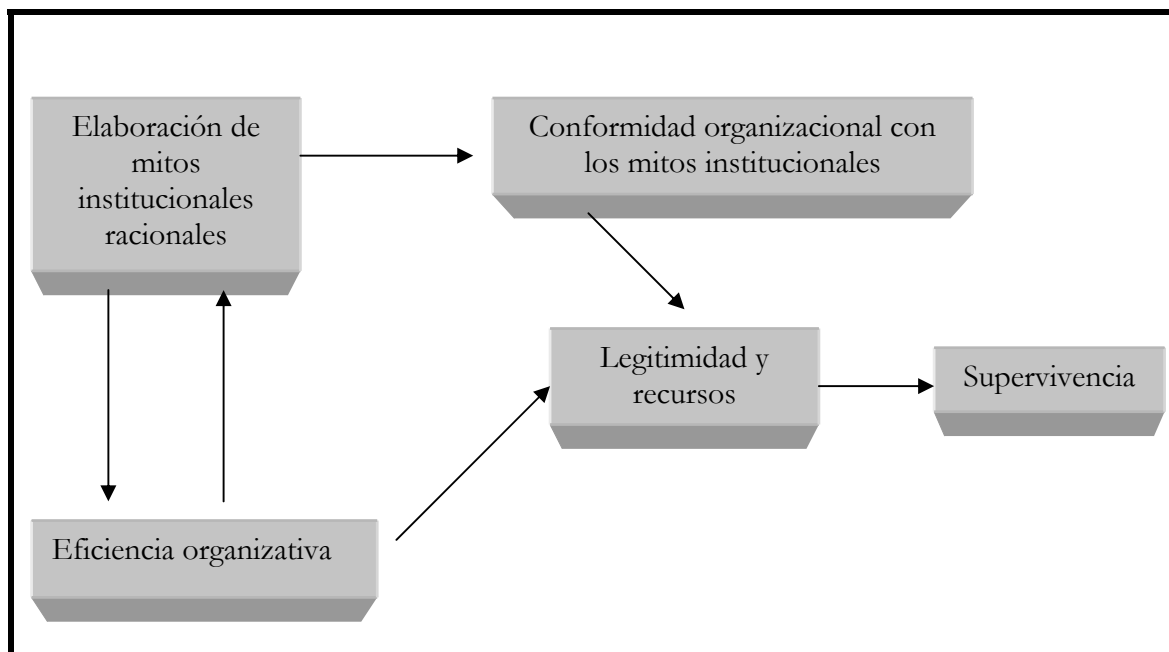 Elaboración de
mitos
institucionales
racionales
Conformidad organizacional con
los mitos institucionales
Legitimidad y
recursos
Supervivencia
Eficiencia organizativa